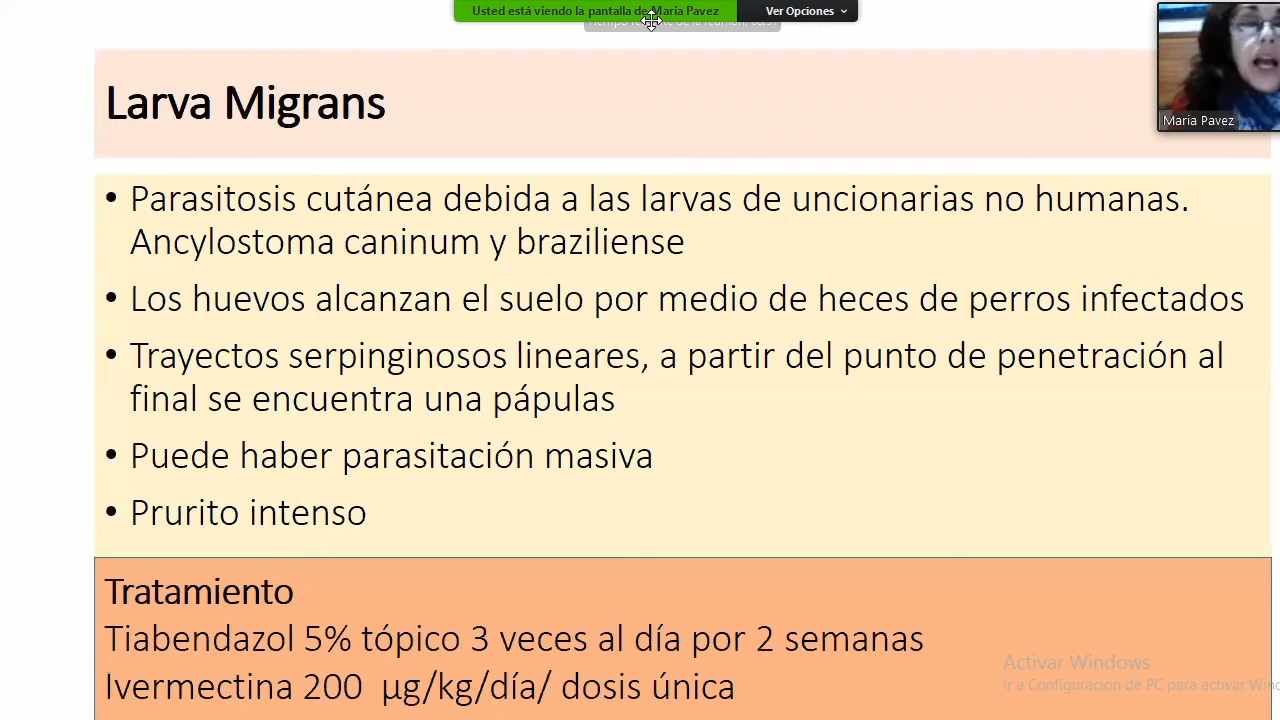 Usted está viendo la pantalla de Maria Pavez
Ver Opciones
Larva Migrans
Maria Pavez
• Parasitosis cutánea debida a las larvas de uncionarias no humanas.
Ancylostoma caninum y braziliense
• Los huevos alcanzan el suelo por medio de heces de perros infectados
• Trayectos serpinginosos lineares, a partir del punto de penetración al
final se encuentra una pápulas
• Puede haber parasitación masiva
• Prurito intenso
Tratamiento
Tiabendazol 5% tópico 3 veces al día por 2 semanas
Ivermectina 200 µg/kg/día/ dosis única
Activar Windows
Ir a Configuración de PC para activar